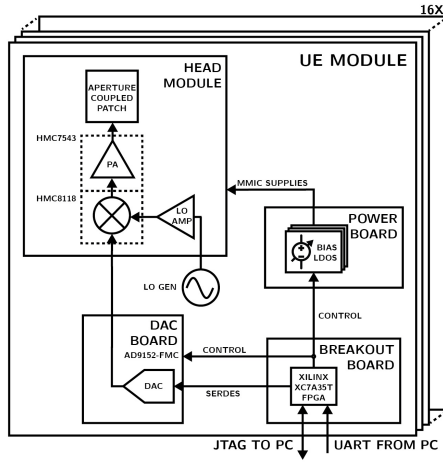 16X
UE MODULE
HEAD
MODULE
APERTURE
COUPLED
PATCH
HMC7543
PA
HMC8118
LO
AMP
MMIC SUPPLIES
POWER
BOARD
BIAS
LDOS
LO GEN
CONTROL
DAC
BOARD
AD9152-FMC
CONTROL
BREAKOUT
BOARD
DAC
SERDES
XILINX
XC7A35T
FPGA
JTAG TO PC
UART FROM PC